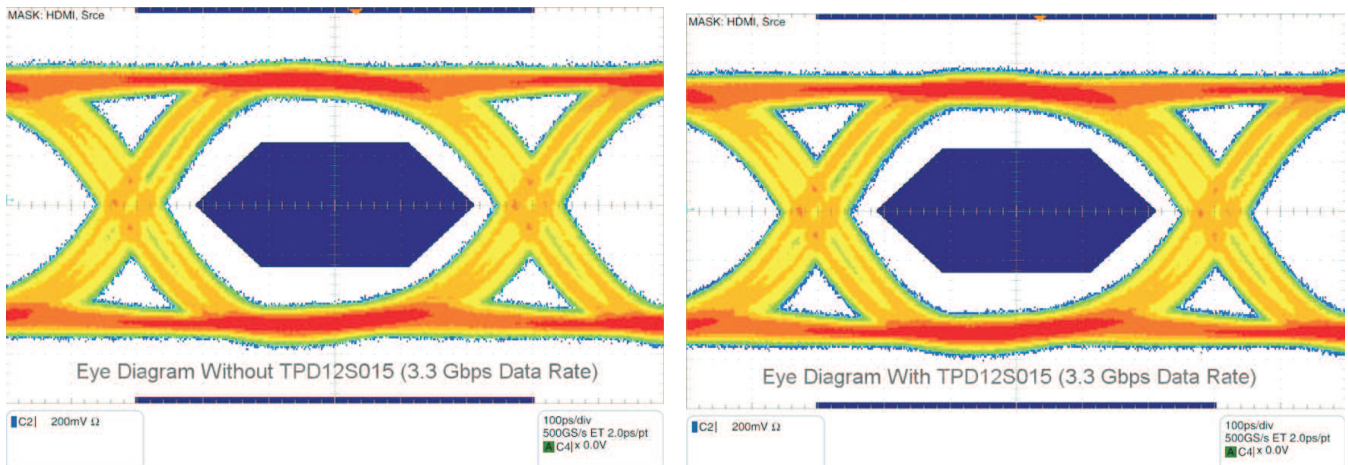 MASK: HDMI, Srce
Eye Diagram Without TPD12S015 (3.3 Gbps Data Rate)
C2 200mV Ω
100ps/div
500GS/s ET 2.0ps/pt
A C4 x 0.0V
MASK: HDMI, Srce
Eye Diagram With TPD12S015 (3.3 Gbps Data Rate)
C2 200mV Ω
100ps/div
500GS/s ET 2.0ps/pt
A C4 x 0.0V